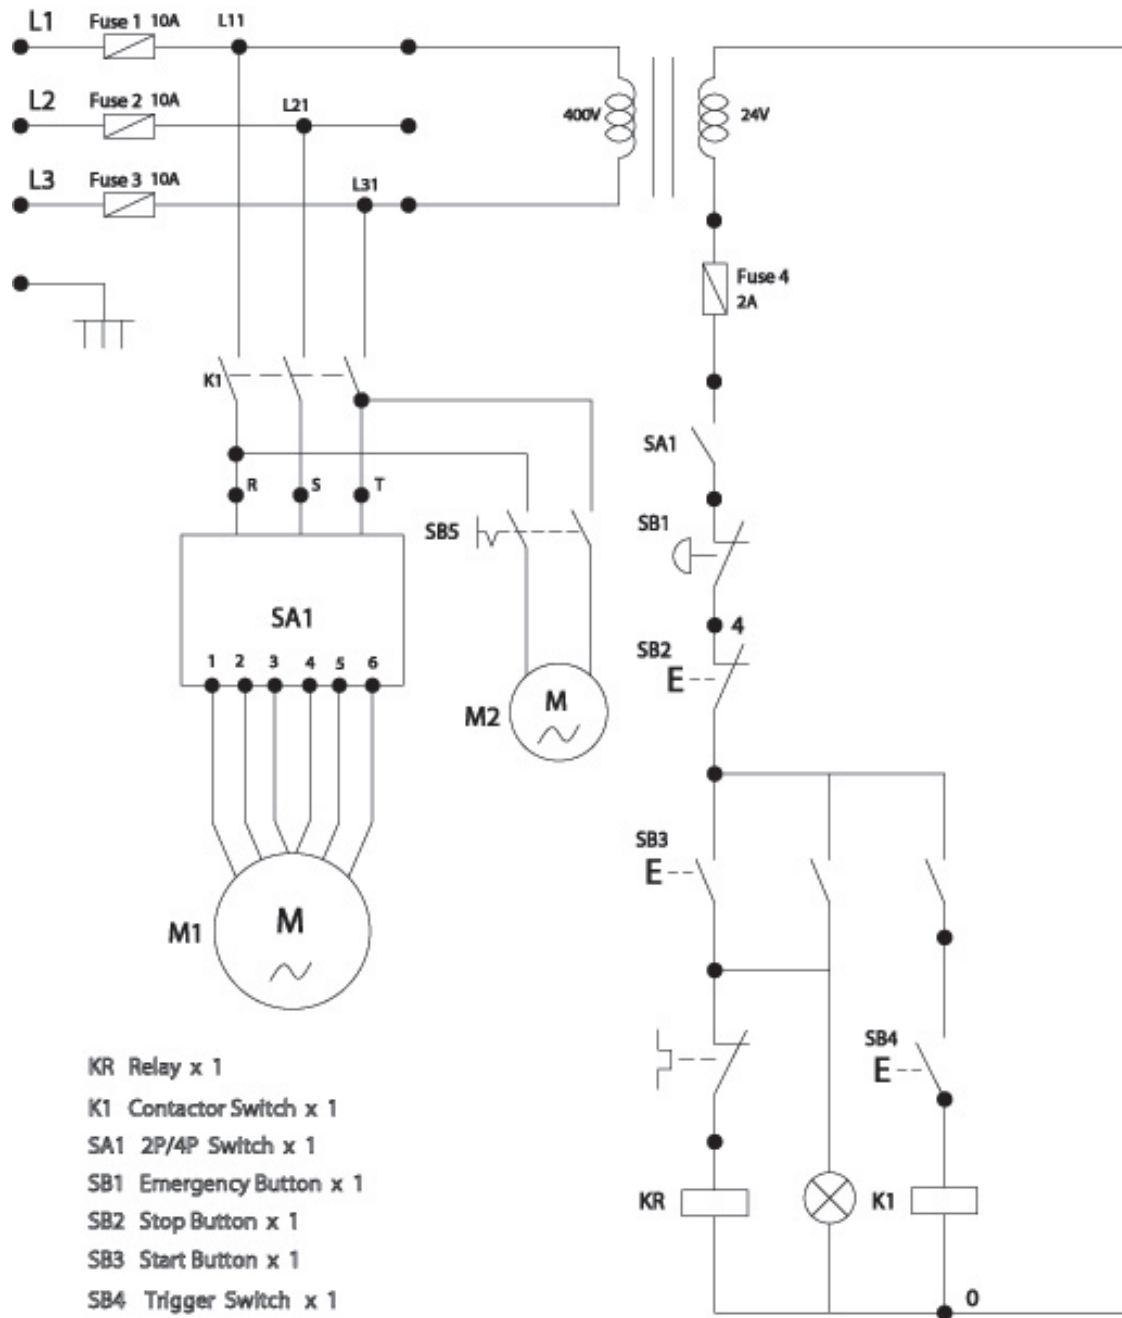 L1 Fuse 1 10A L11
L2 Fuse 2 10A L21
400V 24V
L3 Fuse 3 10A L31
Fuse 4
2A
K1
SA1
R S T
SB5
SB1
SA1
4
SB2
E
1 2 3 4 5 6
M2 M
SB3
E
M1 M
SB4
E
KR Relay x 1
K1 Contactor Switch x 1
SA1 2P/4P Switch x 1
SB1 Emergency Button x 1
SB2 Stop Button x 1
SB3 Start Button x 1
SB4 Trigger Switch x 1
KR K1
0